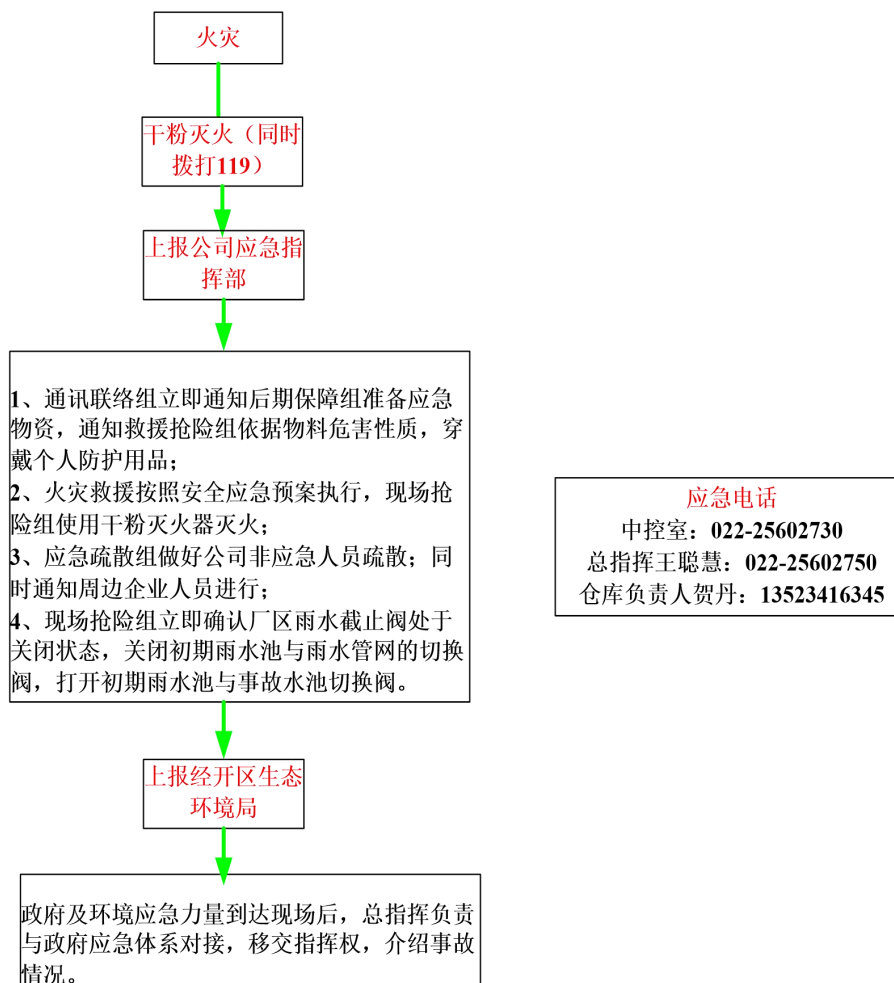 火灾
干粉灭火（同时
拨打119）
上报公司应急指
挥部
1、通讯联络组立即通知后期保障组准备应急
物资，通知救援抢险组依据物料危害性质，穿
戴个人防护用品；
2、火灾救援按照安全应急预案执行，现场抢
险组使用干粉灭火器灭火；
3、应急疏散组做好公司非应急人员疏散；同
时通知周边企业人员进行；
4、现场抢险组立即确认厂区雨水截止阀处于
关闭状态，关闭初期雨水池与雨水管网的切换
阀，打开初期雨水池与事故水池切换阀。
应急电话
中控室：022-25602730
总指挥王聪慧：022-25602750
仓库负责人贺丹：13523416345
上报经开区生态
环境局
政府及环境应急力量到达现场后，总指挥负责
与政府应急体系对接，移交指挥权，介绍事故
情况。